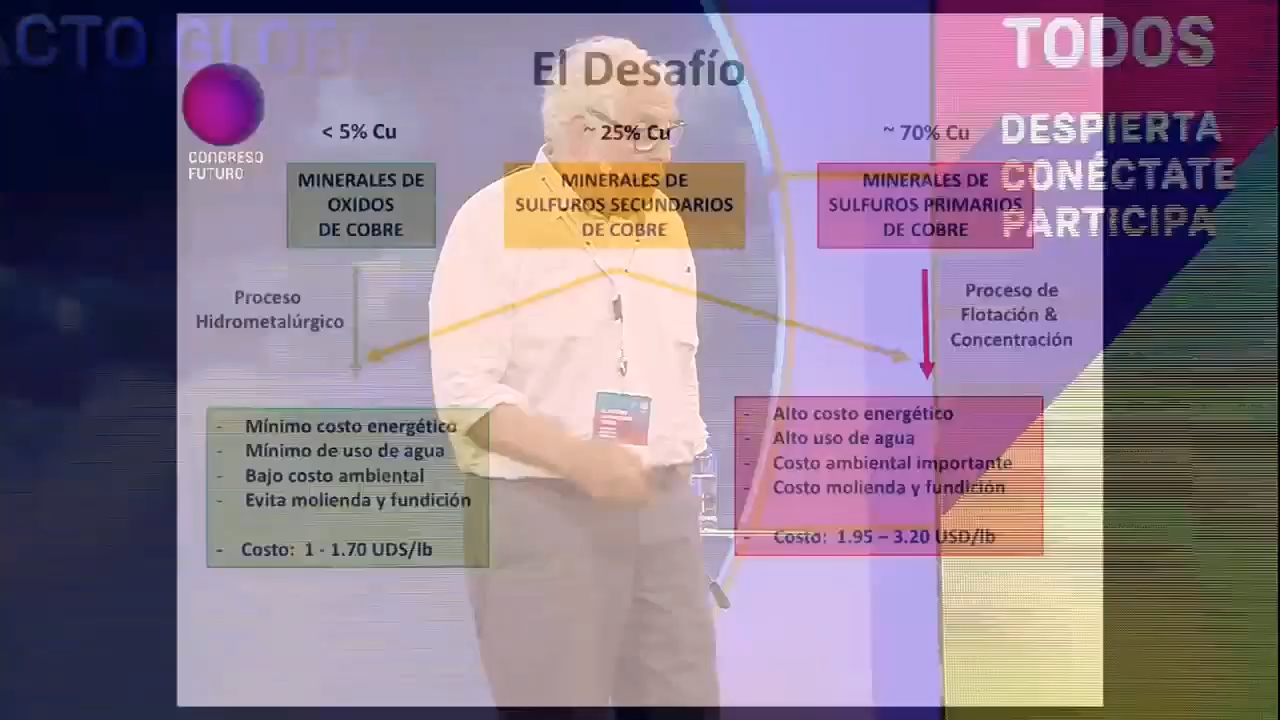 ACTO GLOB
TODOS
DESPIERTA
CONÉCTATE
PARTICIPA
CONGRESO
FUTURO
El Desafío
< 5% Cu
~ 25% Cu
~ 70% Cu
MINERALES DE
OXIDOS
DE COBRE
MINERALES DE
SULFUROS SECUNDARIOS
DE COBRE
MINERALES DE
SULFUROS PRIMARIOS
DE COBRE
Proceso
Hidrometalúrgico
Proceso de
Flotación &
Concentración
- Mínimo costo energético
- Mínimo de uso de agua
- Bajo costo ambiental
- Evita molienda y fundición
- Costo: 1 - 1.70 UDS/lb
- Alto costo energético
- Alto uso de agua
- Costo ambiental importante
- Costo molienda y fundición
- Costo: 1.95 – 3.20 USD/lb